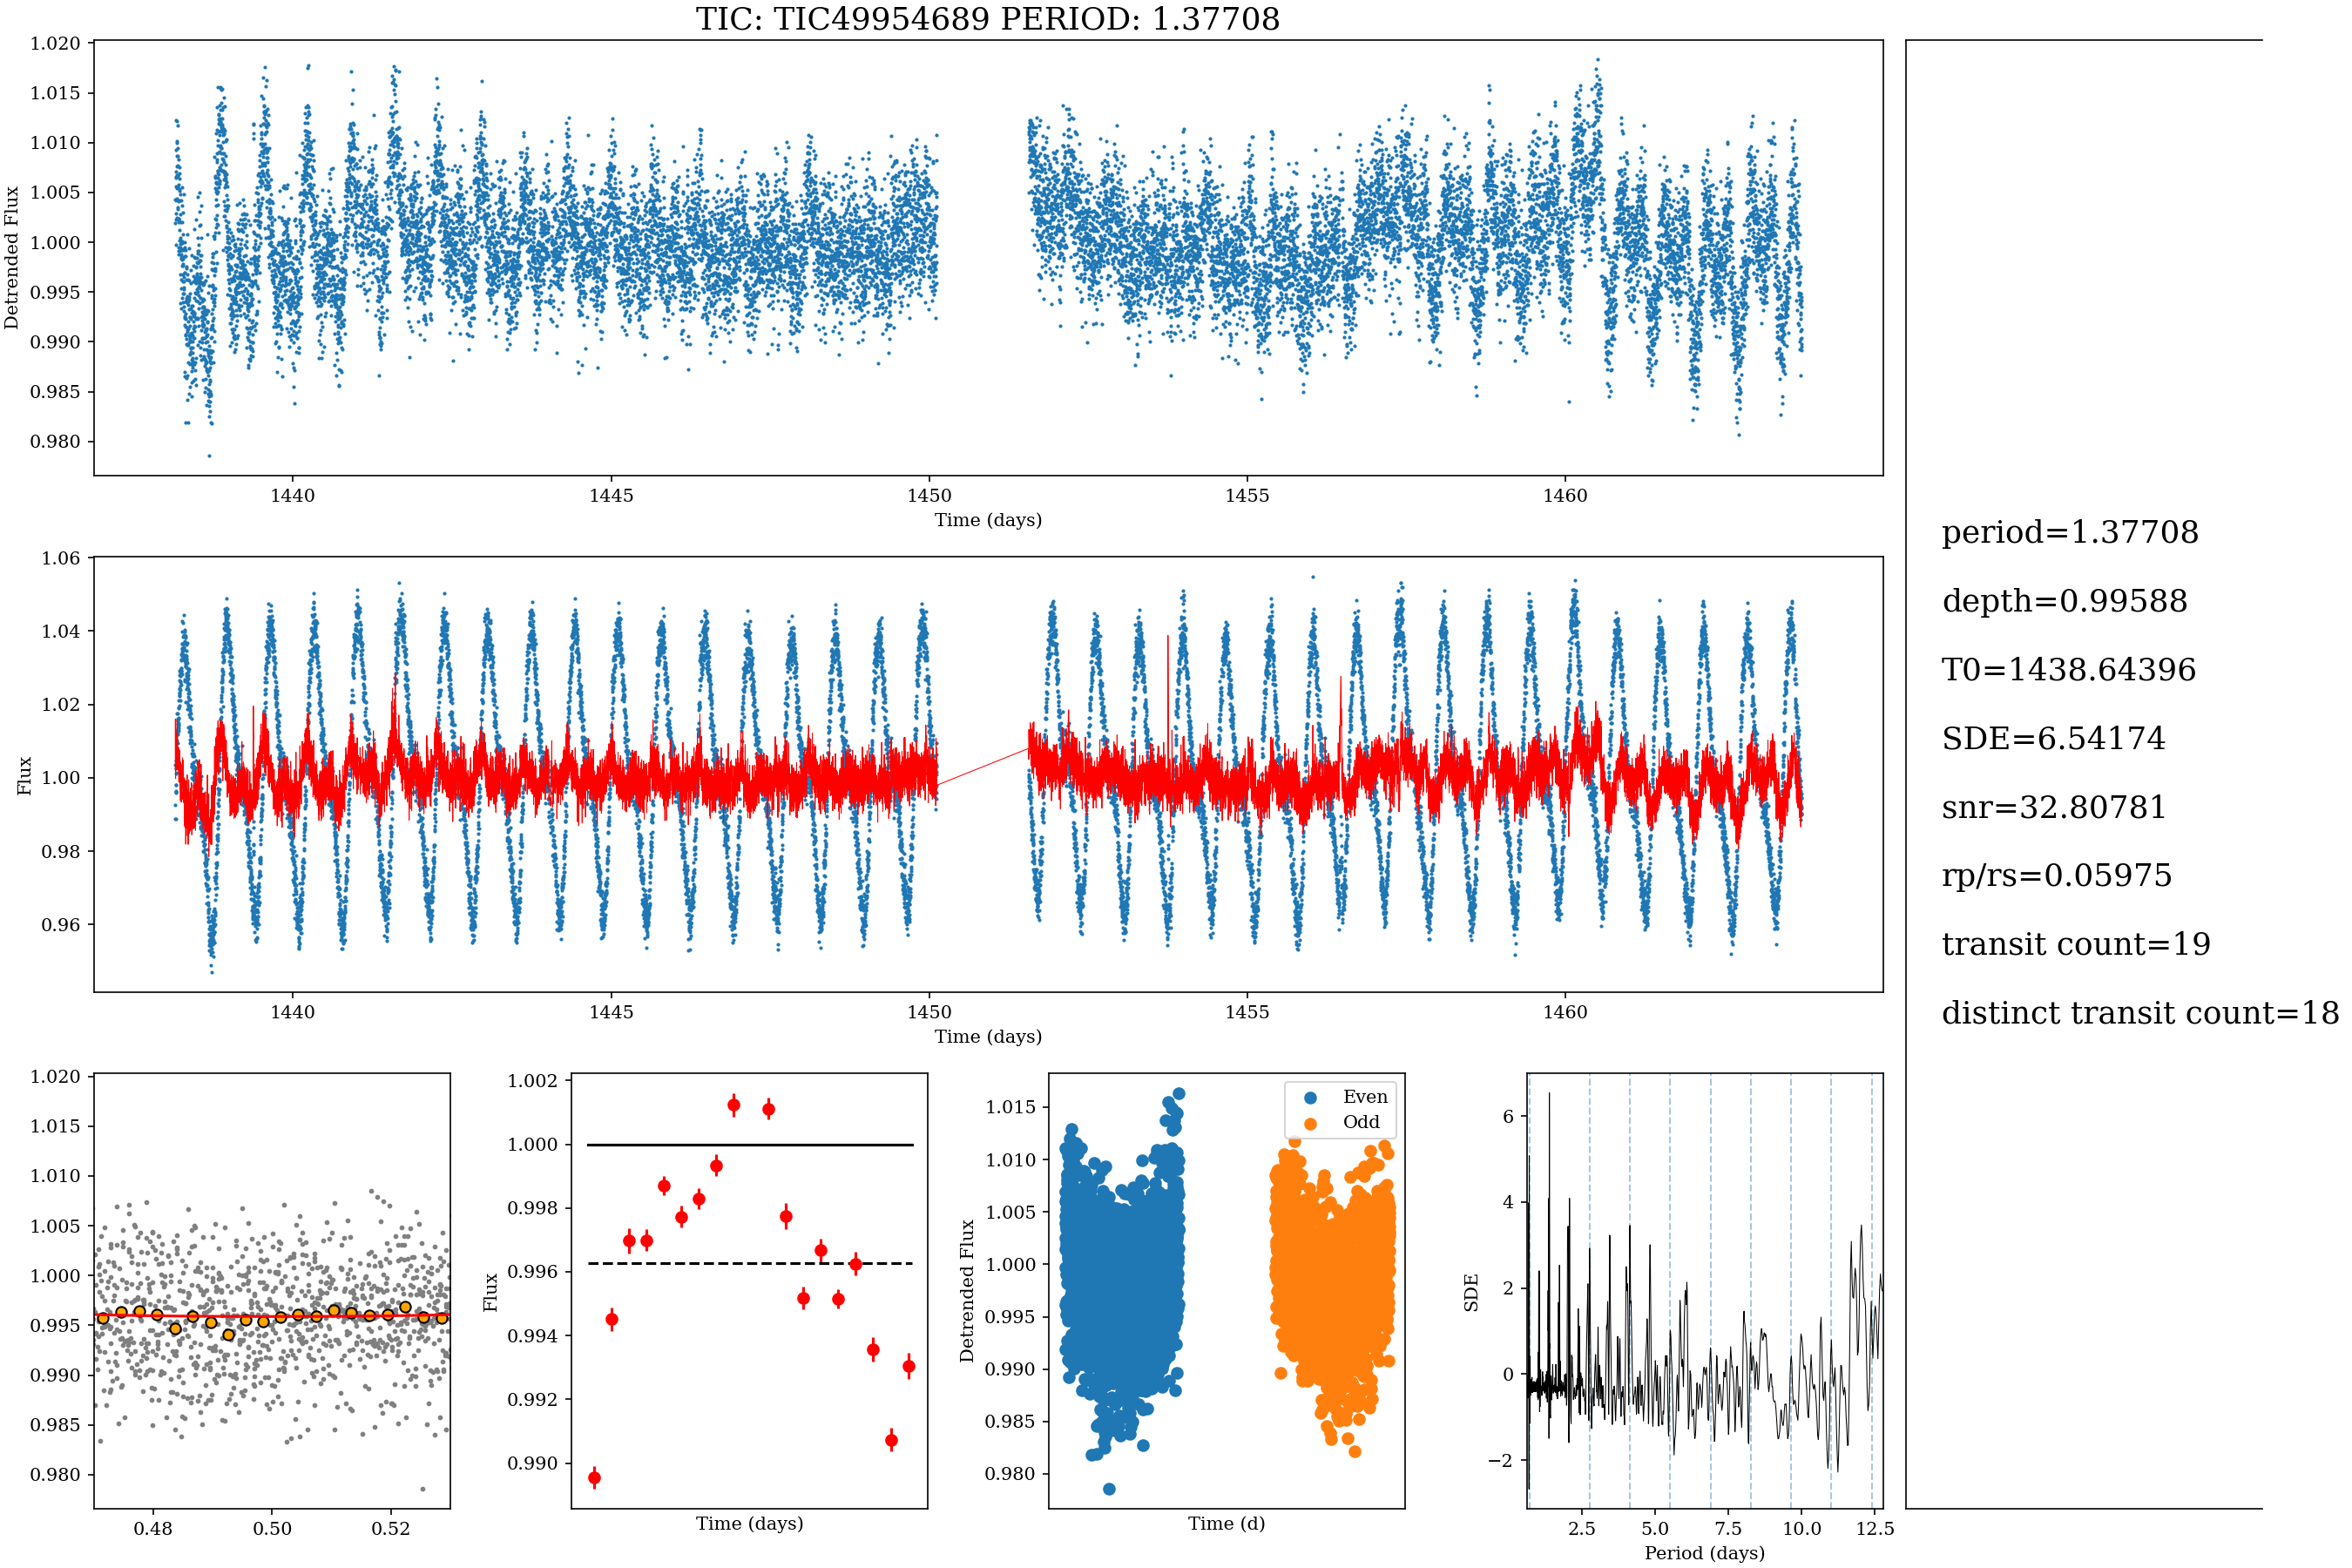 TIC: TIC49954689 PERIOD: 1.37708
1.020
1.015
1.010
1.005
1.000
0.995
0.990
0.985
0.980
Detrended Flux
1440
1445
1450
1455
1460
Time (days)
1.06
1.04
1.02
1.00
0.98
0.96
Flux
1440
1445
1450
1455
1460
Time (days)
period=1.37708
depth=0.99588
T0=1438.64396
SDE=6.54174
snr=32.80781
rp/rs=0.05975
transit count=19
distinct transit count=18
1.020
1.015
1.010
1.005
1.000
0.995
0.990
0.985
0.980
0.48
0.50
0.52
1.002
1.000
0.998
0.996
0.994
0.992
0.990
Flux
Time (days)
1.015
1.010
1.005
1.000
0.995
0.990
0.985
0.980
Detrended Flux
Even
Odd
Time (d)
6
4
2
0
−2
SDE
2.5
5.0
7.5
10.0
12.5
Period (days)